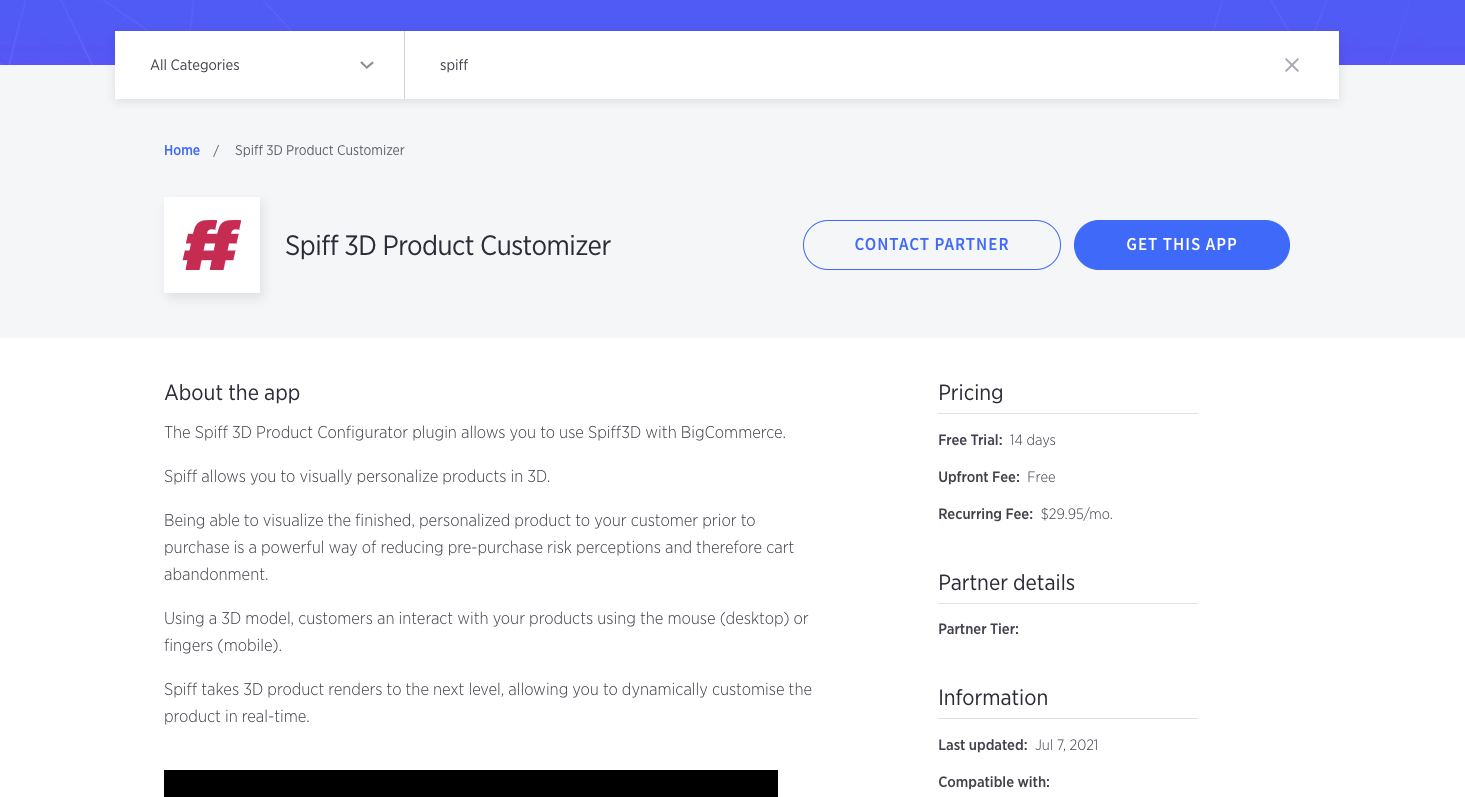 All Categories
spiff
Home / Spiff 3D Product Customizer
ff
Spiff 3D Product Customizer
CONTACT PARTNER
GET THIS APP
About the app
The Spiff 3D Product Configurator plugin allows you to use Spiff3D with BigCommerce.
Spiff allows you to visually personalize products in 3D.
Being able to visualize the finished, personalized product to your customer prior to
purchase is a powerful way of reducing pre-purchase risk perceptions and therefore cart
abandonment.
Using a 3D model, customers an interact with your products using the mouse (desktop) or
fingers (mobile).
Spiff takes 3D product renders to the next level, allowing you to dynamically customise the
product in real-time.
Pricing
Free Trial: 14 days
Upfront Fee: Free
Recurring Fee: $29.95/mo.
Partner details
Partner Tier:
Information
Last updated: Jul 7, 2021
Compatible with: